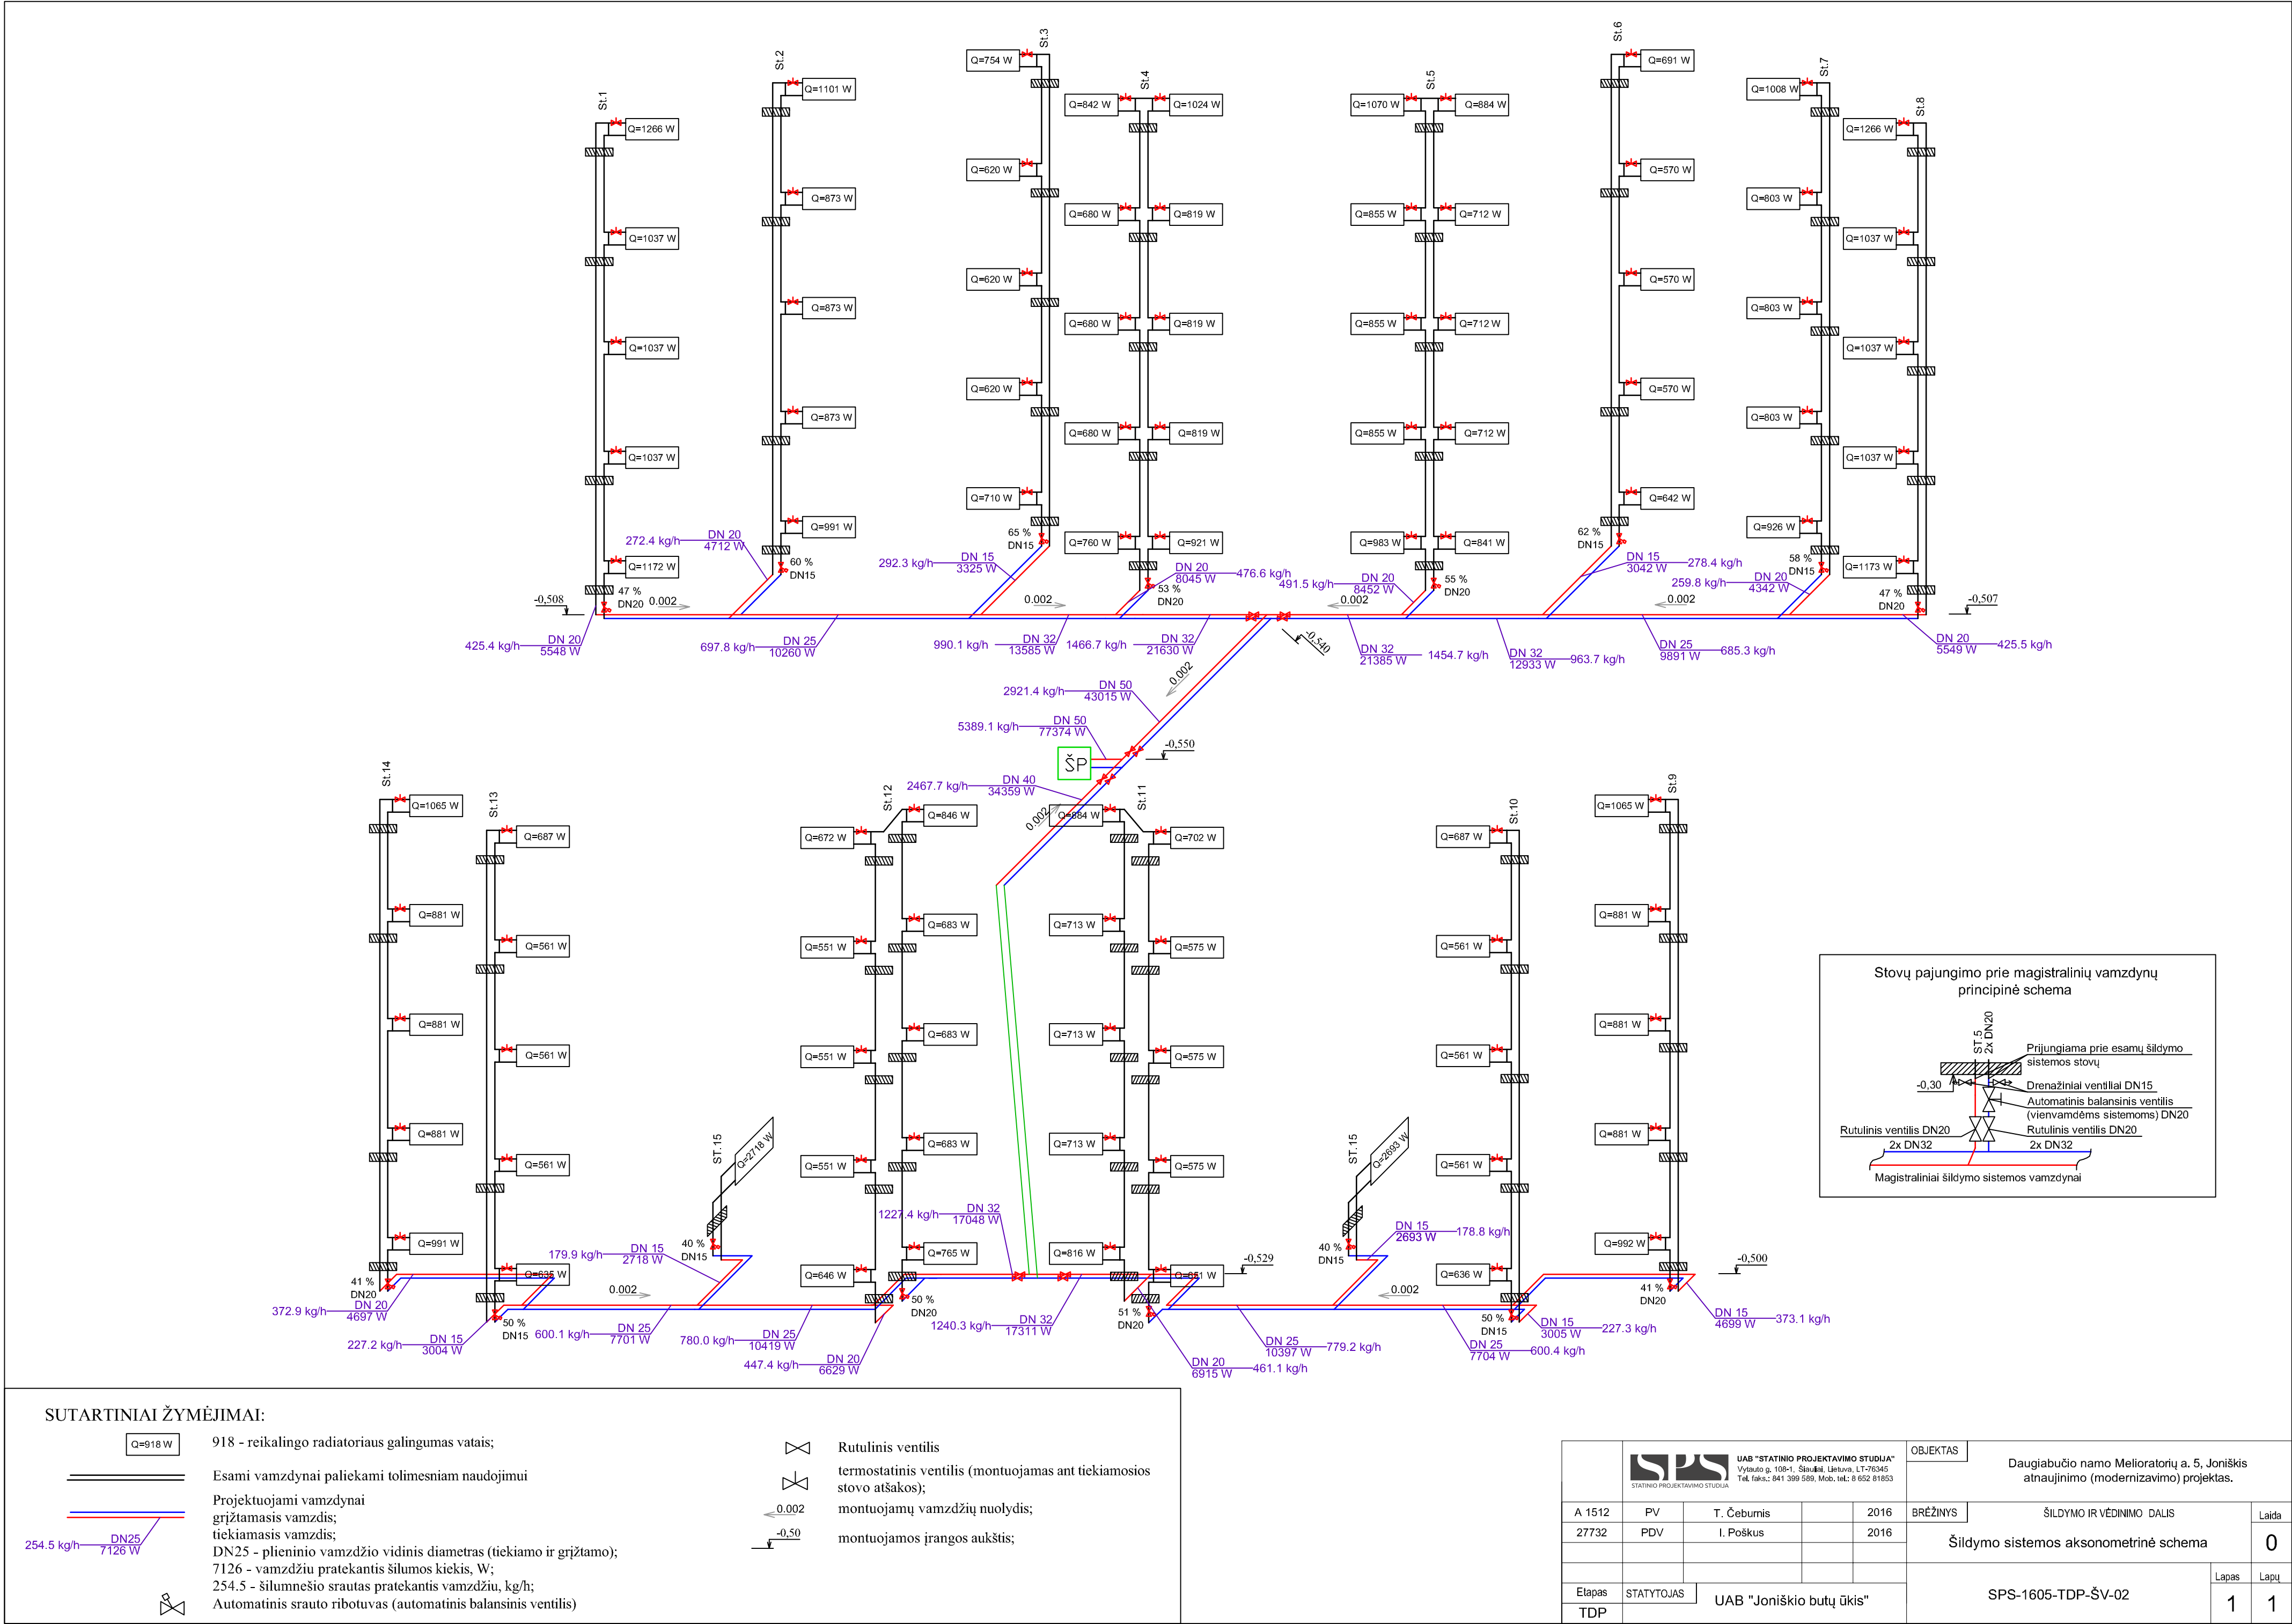 St.1
Q=1266 W
Q=1037 W
Q=1037 W
Q=1037 W
Q=1172 W
47 %
DN20
St.2
Q=1101 W
Q=873 W
Q=873 W
Q=873 W
Q=991 W
60 %
DN15
272.4 kg/h
DN 20
4712 W
St.3
Q=754 W
Q=620 W
Q=620 W
Q=620 W
Q=710 W
65 %
DN15
292.3 kg/h
DN 15
3325 W
St.4
Q=842 W
Q=1024 W
Q=680 W
Q=819 W
Q=680 W
Q=819 W
Q=680 W
Q=819 W
Q=760 W
Q=921 W
53 %
DN20
DN 20
8045 W
476.6 kg/h
St.5
Q=1070 W
Q=884 W
Q=855 W
Q=712 W
Q=855 W
Q=712 W
Q=855 W
Q=712 W
Q=983 W
Q=841 W
55 %
DN20
491.5 kg/h
DN 20
8452 W
St.6
Q=691 W
Q=570 W
Q=570 W
Q=570 W
Q=642 W
62 %
DN15
DN 15
3042 W
278.4 kg/h
St.7
Q=1008 W
Q=803 W
Q=803 W
Q=803 W
Q=926 W
58 %
DN15
259.8 kg/h
DN 20
4342 W
St.8
Q=1266 W
Q=1037 W
Q=1037 W
Q=1037 W
Q=1173 W
47 %
DN20
-0,508
0.002
0.002
0.002
0.002
-0,507
425.4 kg/h
DN 20
5548 W
697.8 kg/h
DN 25
10260 W
990.1 kg/h
DN 32
13585 W
1466.7 kg/h
DN 32
21630 W
-0,540
DN 32
21385 W
1454.7 kg/h
DN 32
12933 W
963.7 kg/h
DN 25
9891 W
685.3 kg/h
DN 20
5549 W
425.5 kg/h
0.002
2921.4 kg/h
DN 50
43015 W
5389.1 kg/h
DN 50
77374 W
-0,550
ŠP
2467.7 kg/h
DN 40
34359 W
0.002
St.14
Q=1065 W
Q=881 W
Q=881 W
Q=881 W
Q=991 W
41 %
DN20
372.9 kg/h
DN 20
4697 W
St.13
Q=687 W
Q=561 W
Q=561 W
Q=561 W
Q=635 W
50 %
DN15
227.2 kg/h
DN 15
3004 W
600.1 kg/h
DN 25
7701 W
0.002
ST.15
Q=2718 W
40 %
DN15
179.9 kg/h
DN 15
2718 W
780.0 kg/h
DN 25
10419 W
St.12
Q=846 W
Q=672 W
Q=683 W
Q=551 W
Q=683 W
Q=551 W
Q=683 W
Q=551 W
Q=765 W
Q=646 W
50 %
DN20
447.4 kg/h
DN 20
6629 W
1227.4 kg/h
DN 32
17048 W
1240.3 kg/h
DN 32
17311 W
St.11
Q=884 W
Q=702 W
Q=713 W
Q=575 W
Q=713 W
Q=575 W
Q=713 W
Q=575 W
Q=816 W
Q=651 W
51 %
DN20
-0,529
DN 20
6915 W
461.1 kg/h
DN 25
10397 W
779.2 kg/h
ST.15
Q=2693 W
40 %
DN15
DN 15
2693 W
178.8 kg/h
0.002
St.10
Q=687 W
Q=561 W
Q=561 W
Q=561 W
Q=636 W
50 %
DN15
DN 25
7704 W
600.4 kg/h
DN 15
3005 W
227.3 kg/h
St.9
Q=1065 W
Q=881 W
Q=881 W
Q=881 W
Q=992 W
41 %
DN20
-0,500
DN 15
4699 W
373.1 kg/h
Stovų pajungimo prie magistralinių vamzdynų
principinė schema
ST.5
2x DN20
Prijungiama prie esamų šildymo
sistemos stovų
-0,30
Drenažiniai ventiliai DN15
Automatinis balansinis ventilis
(vienvamdėms sistemoms) DN20
Rutulinis ventilis DN20
Rutulinis ventilis DN20
2x DN32
2x DN32
Magistraliniai šildymo sistemos vamzdynai
SUTARTINIAI ŽYMĖJIMAI:
Q=918 W
918 - reikalingo radiatoriaus galingumas vatais;
Esami vamzdynai paliekami tolimesniam naudojimui
Projektuojami vamzdynai
grįžtamasis vamzdis;
tiekiamasis vamzdis;
254.5 kg/h
DN25
7126 W
DN25 - plieninio vamzdžio vidinis diametras (tiekiamo ir grįžtamo);
7126 - vamzdžiu pratekantis šilumos kiekis, W;
254.5 - šilumnešio srautas pratekantis vamzdžiu, kg/h;
Automatinis srauto ribotuvas (automatinis balansinis ventilis)
Rutulinis ventilis
termostatinis ventilis (montuojamas ant tiekiamosios
stovo atšakos);
0.002
montuojamų vamzdžių nuolydis;
-0,50
montuojamos įrangos aukštis;
SPS
STATINIO PROJEKTAVIMO STUDIJA
UAB "STATINIO PROJEKTAVIMO STUDIJA"
Vytauto g. 108-1, Šiauliai, Lietuva, LT-76345
Tel. faks.: 841 399 589, Mob. tel.: 8 652 81853
OBJEKTAS
Daugiabučio namo Melioratorių a. 5, Joniškis
atnaujinimo (modernizavimo) projektas.
A 1512
PV
T. Čeburnis
2016
BRĖŽINYS
ŠILDYMO IR VĖDINIMO DALIS
Laida
27732
PDV
I. Poškus
2016
Šildymo sistemos aksonometrinė schema
0
Etapas
TDP
STATYTOJAS
UAB "Joniškio butų ūkis"
SPS-1605-TDP-ŠV-02
Lapas
Lapų
1
1